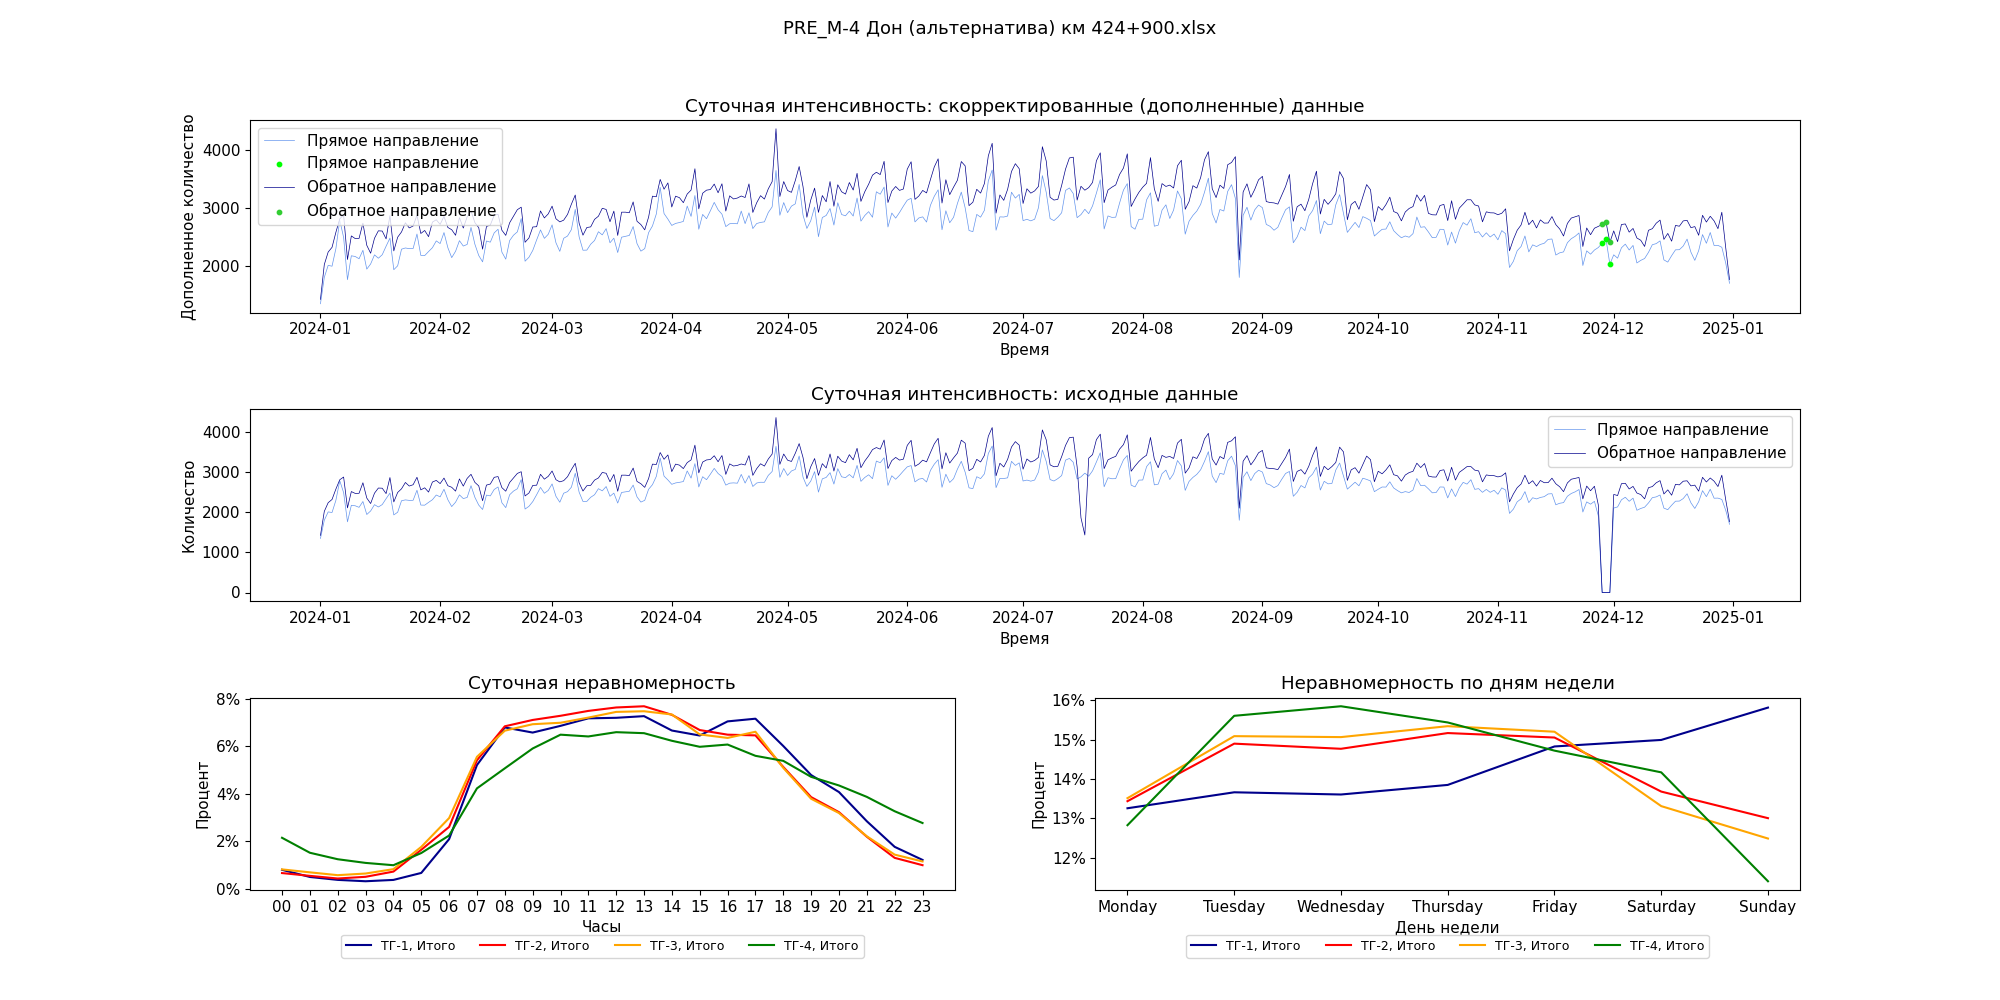 PRE_M-4 Дон (альтернатива) км 424+900.xlsx
Суточная интенсивность: скорректированные (дополненные) данные
Дополненное количество
4000
3000
2000
Прямое направление
Прямое направление
Обратное направление
Обратное направление
2024-01 2024-02 2024-03 2024-04 2024-05 2024-06 2024-07 2024-08 2024-09 2024-10 2024-11 2024-12 2025-01
Время
Суточная интенсивность: исходные данные
Количество
4000
3000
2000
1000
0
Прямое направление
Обратное направление
2024-01 2024-02 2024-03 2024-04 2024-05 2024-06 2024-07 2024-08 2024-09 2024-10 2024-11 2024-12 2025-01
Время
Суточная неравномерность
Процент
8%
6%
4%
2%
0%
00 01 02 03 04 05 06 07 08 09 10 11 12 13 14 15 16 17 18 19 20 21 22 23
Часы
ТГ-1, Итого ТГ-2, Итого ТГ-3, Итого ТГ-4, Итого
Неравномерность по дням недели
Процент
16%
15%
14%
13%
12%
Monday Tuesday Wednesday Thursday Friday Saturday Sunday
День недели
ТГ-1, Итого ТГ-2, Итого ТГ-3, Итого ТГ-4, Итого